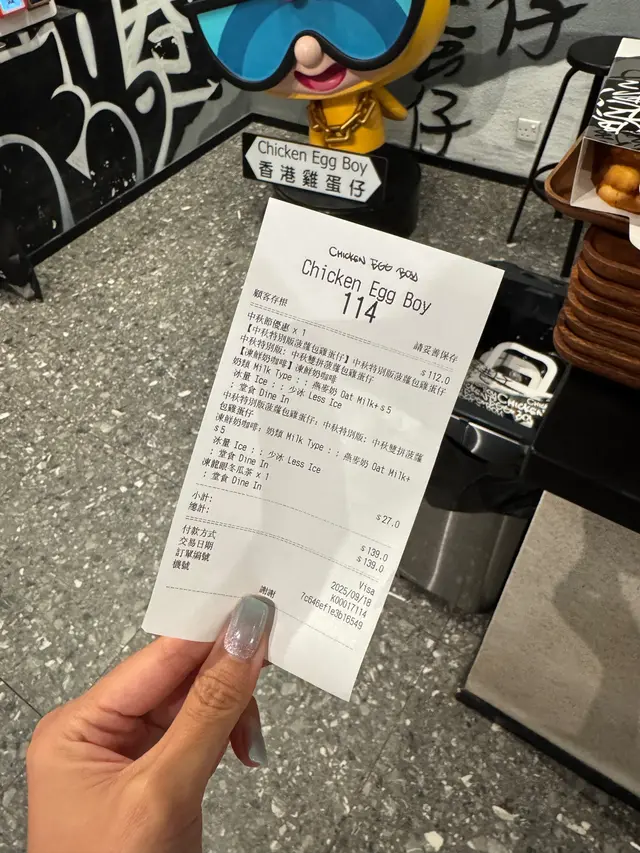 Chicken Egg Boy
香港雞蛋仔
CHICKEN EGG BOY
Chicken Egg Boy
114
顧客存根
請妥善保存
中秋節優惠 x 1
$112.0
【中秋特別版菠蘿包雞蛋仔】中秋特別版菠蘿包雞蛋仔
中秋特別版: 中秋雙拼菠蘿包雞蛋仔
【凍鮮奶咖啡】凍鮮奶咖啡
奶類 Milk Type : : 燕麥奶 Oat Milk+$5
冰量 Ice : : 少冰 Less Ice
: 堂食 Dine In
中秋特別版菠蘿包雞蛋仔: 中秋特別版: 中秋雙拼菠蘿
包雞蛋仔
凍鮮奶咖啡: 奶類 Milk Type : : 燕麥奶 Oat Milk+
$5
冰量 Ice : : 少冰 Less Ice
: 堂食 Dine In
凍龍眼冬瓜茶 x 1
$27.0
: 堂食 Dine In
小計:
$139.0
總計:
$139.0
付款方式
Visa
交易日期
2025/09/18
訂單編號
K00017114
機號
7c646ef1e3b16549
謝謝